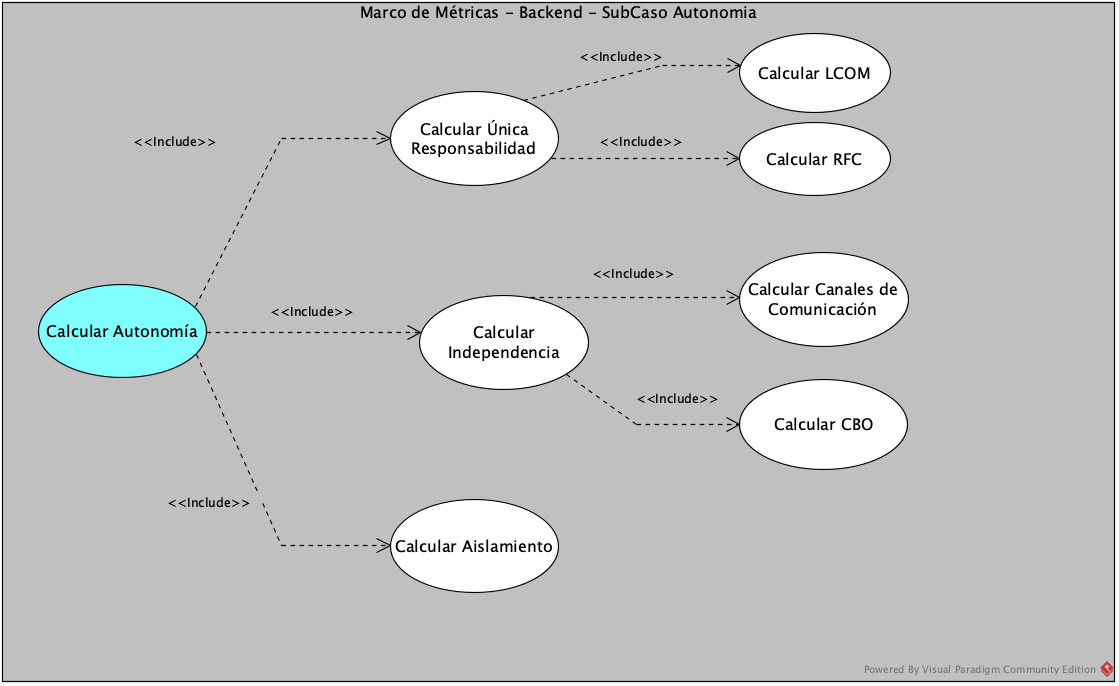 Marco de Métricas - Backend - SubCaso Autonomia
<<Include>>
Calcular LCOM
<<Include>>
Calcular Única
Responsabilidad
<<Include>>
Calcular RFC
<<Include>>
Calcular Canales de
Comunicación
<<Include>>
Calcular Autonomía
Calcular
Independencia
<<Include>>
Calcular CBO
<<Include>>
Calcular Aislamiento
Powered By Visual Paradigm Community Edition